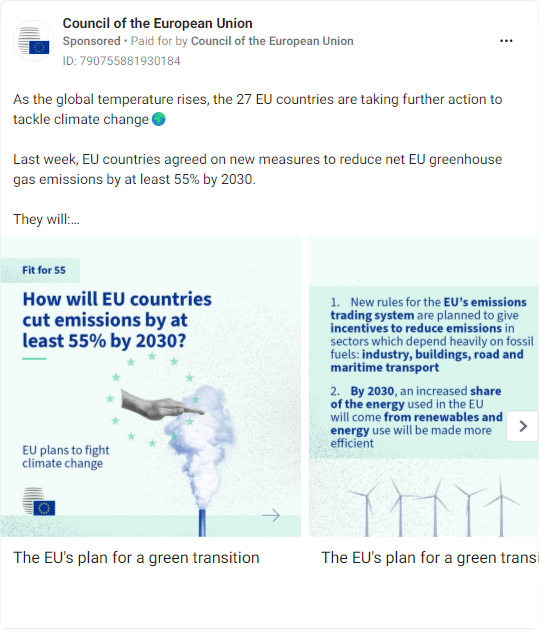 Council of the European Union
Sponsored • Paid for by Council of the European Union
ID: 790755881930184
As the global temperature rises, the 27 EU countries are taking further action to
tackle climate change🌍
Last week, EU countries agreed on new measures to reduce net EU greenhouse
gas emissions by at least 55% by 2030.
They will:...
Fit for 55
How will EU countries
cut emissions by at
least 55% by 2030?
EU plans to fight
climate change
1. New rules for the EU's emissions
trading system are planned to give
incentives to reduce emissions in
sectors which depend heavily on fossil
fuels: industry, buildings, road and
maritime transport
2. By 2030, an increased share
of the energy used in the EU
will come from renewables and
energy use will be made more
efficient
The EU's plan for a green transition
The EU's plan for a green transi